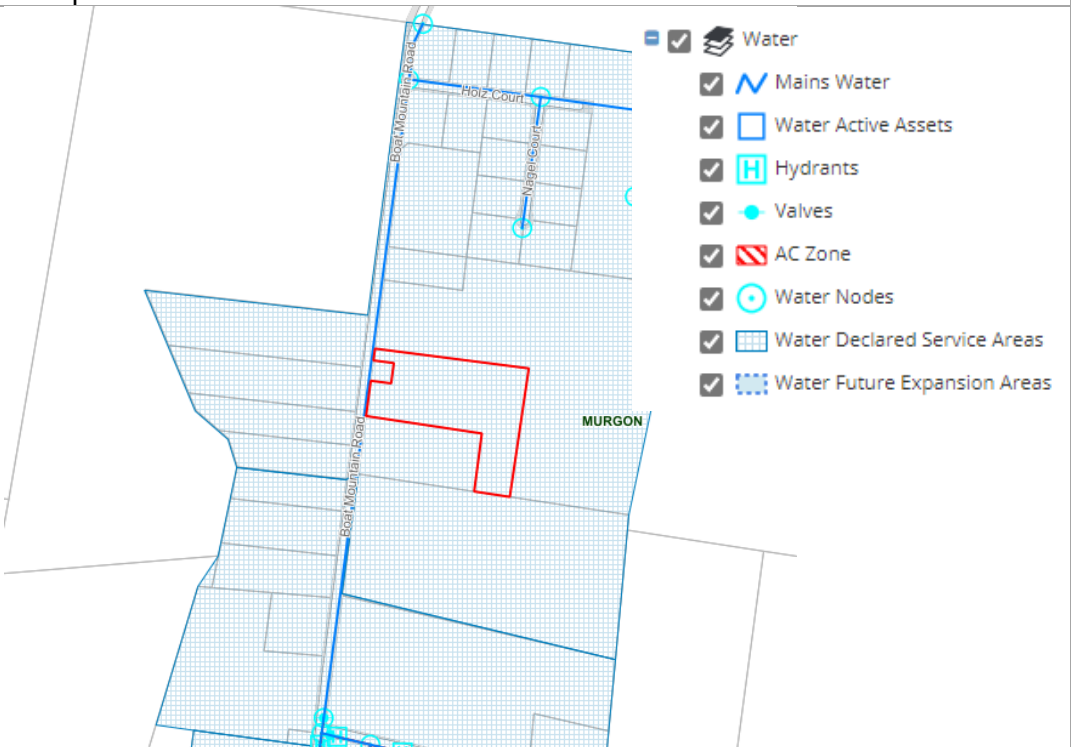 Water
Mains Water
Water Active Assets
H Hydrants
Valves
AC Zone
Water Nodes
Water Declared Service Areas
Water Future Expansion Areas
Boat Mountain Road
Holz Court
Nagel Court
MURGON
Boat Mountain Road